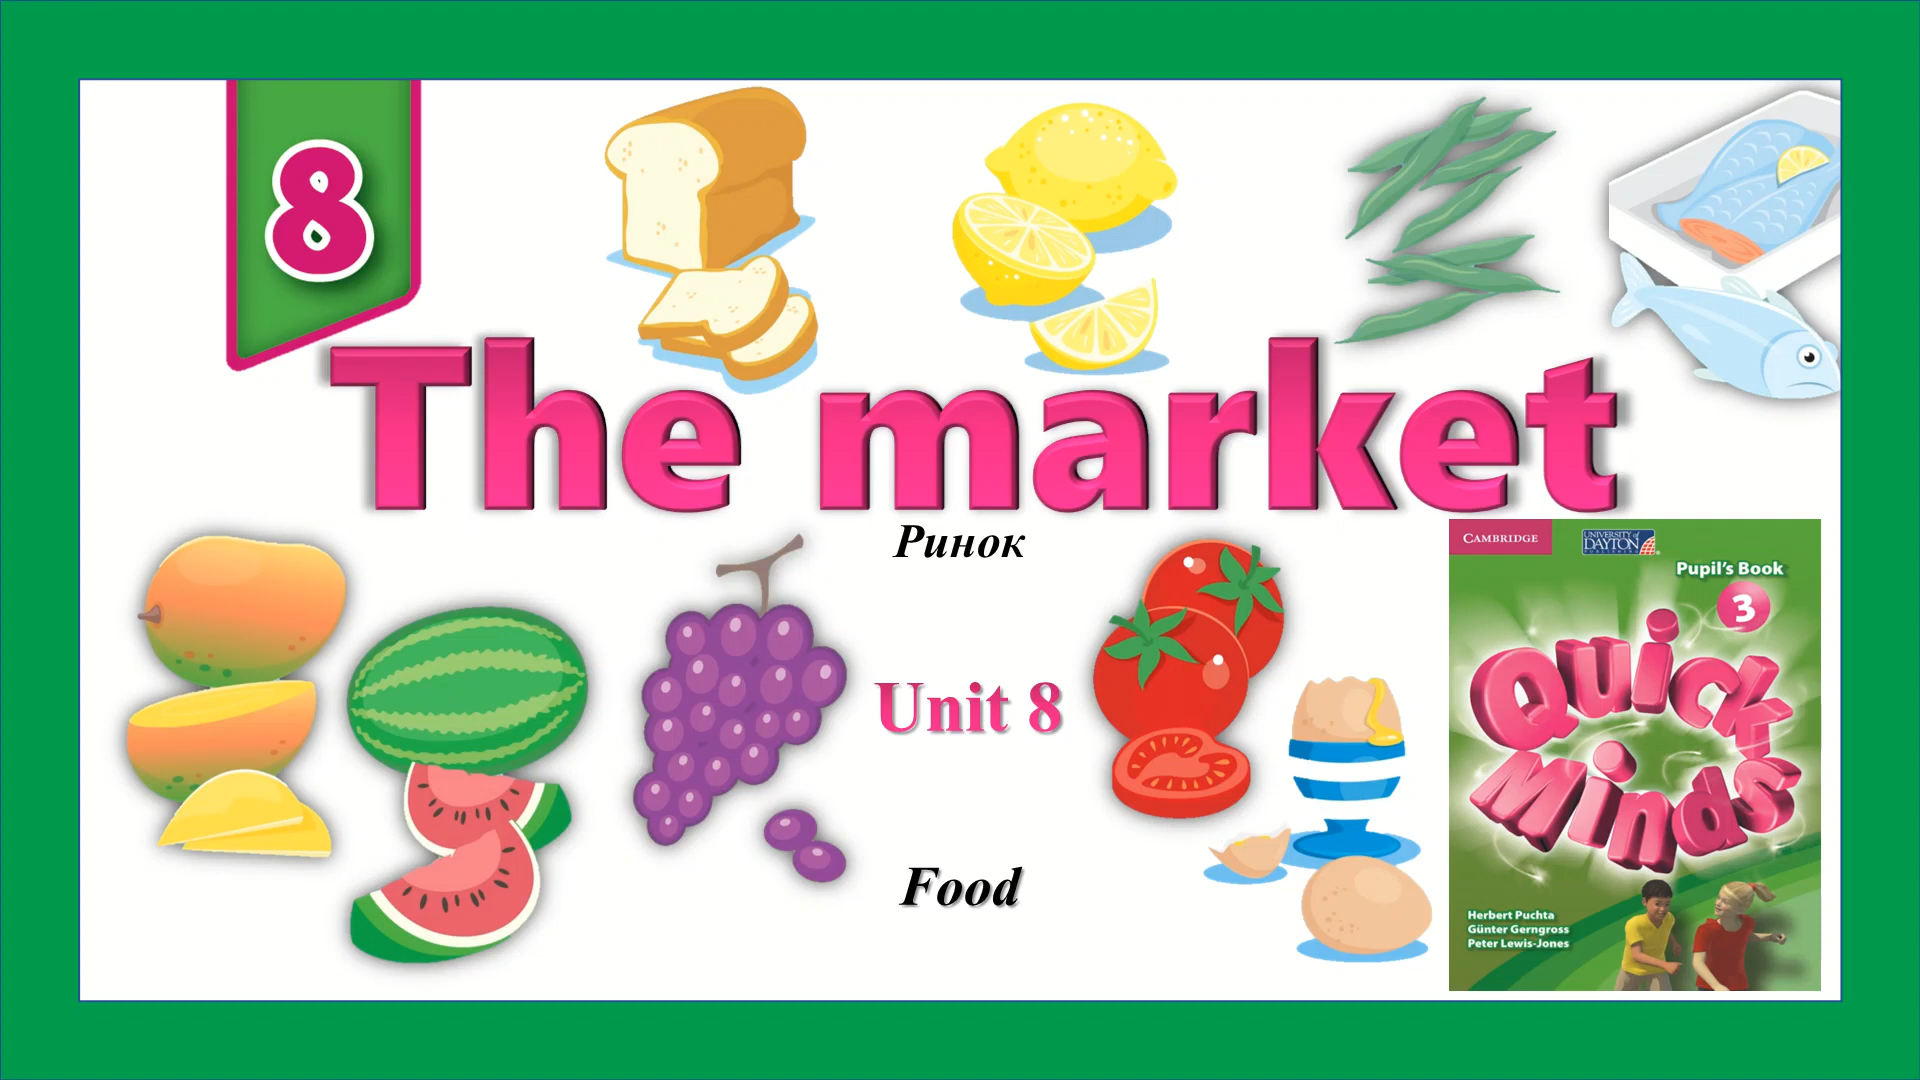 8
The market
Ринок
Unit 8
Food
CAMBRIDGE
UNIVERSITY of
DAYTON
PUBLISHING
Pupil's Book
3
Quick
Minds
Herbert Puchta
Günter Gerngross
Peter Lewis-Jones